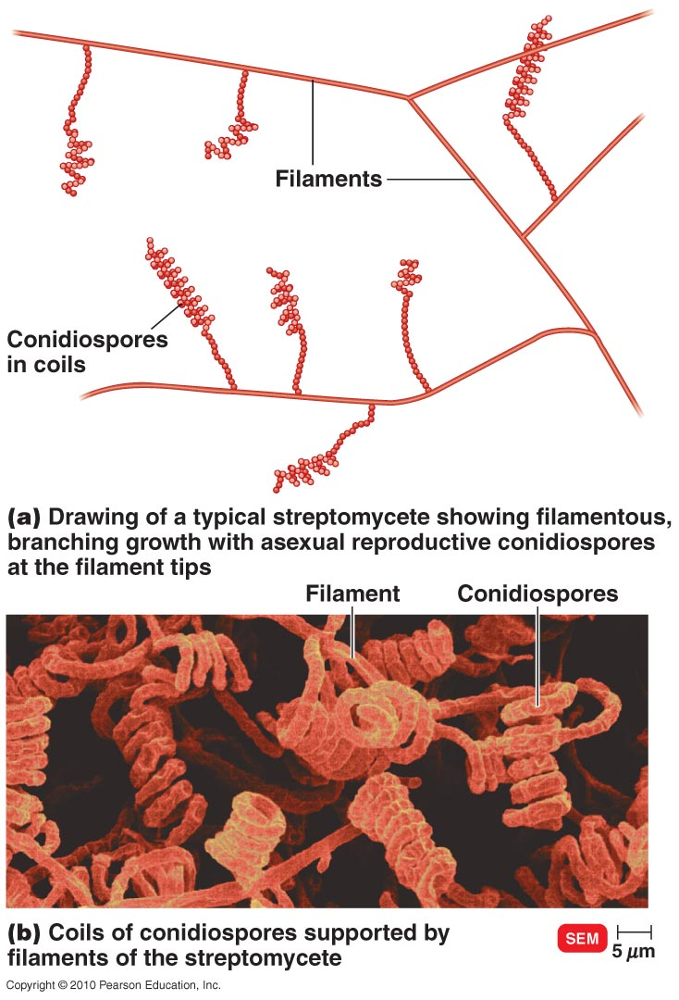 Filaments
Conidiospores
in coils
(a) Drawing of a typical streptomycete showing filamentous,
branching growth with asexual reproductive conidiospores
at the filament tips
Filament
Conidiospores
(b) Coils of conidiospores supported by
filaments of the streptomycete
SEM
5 μm
Copyright © 2010 Pearson Education, Inc.